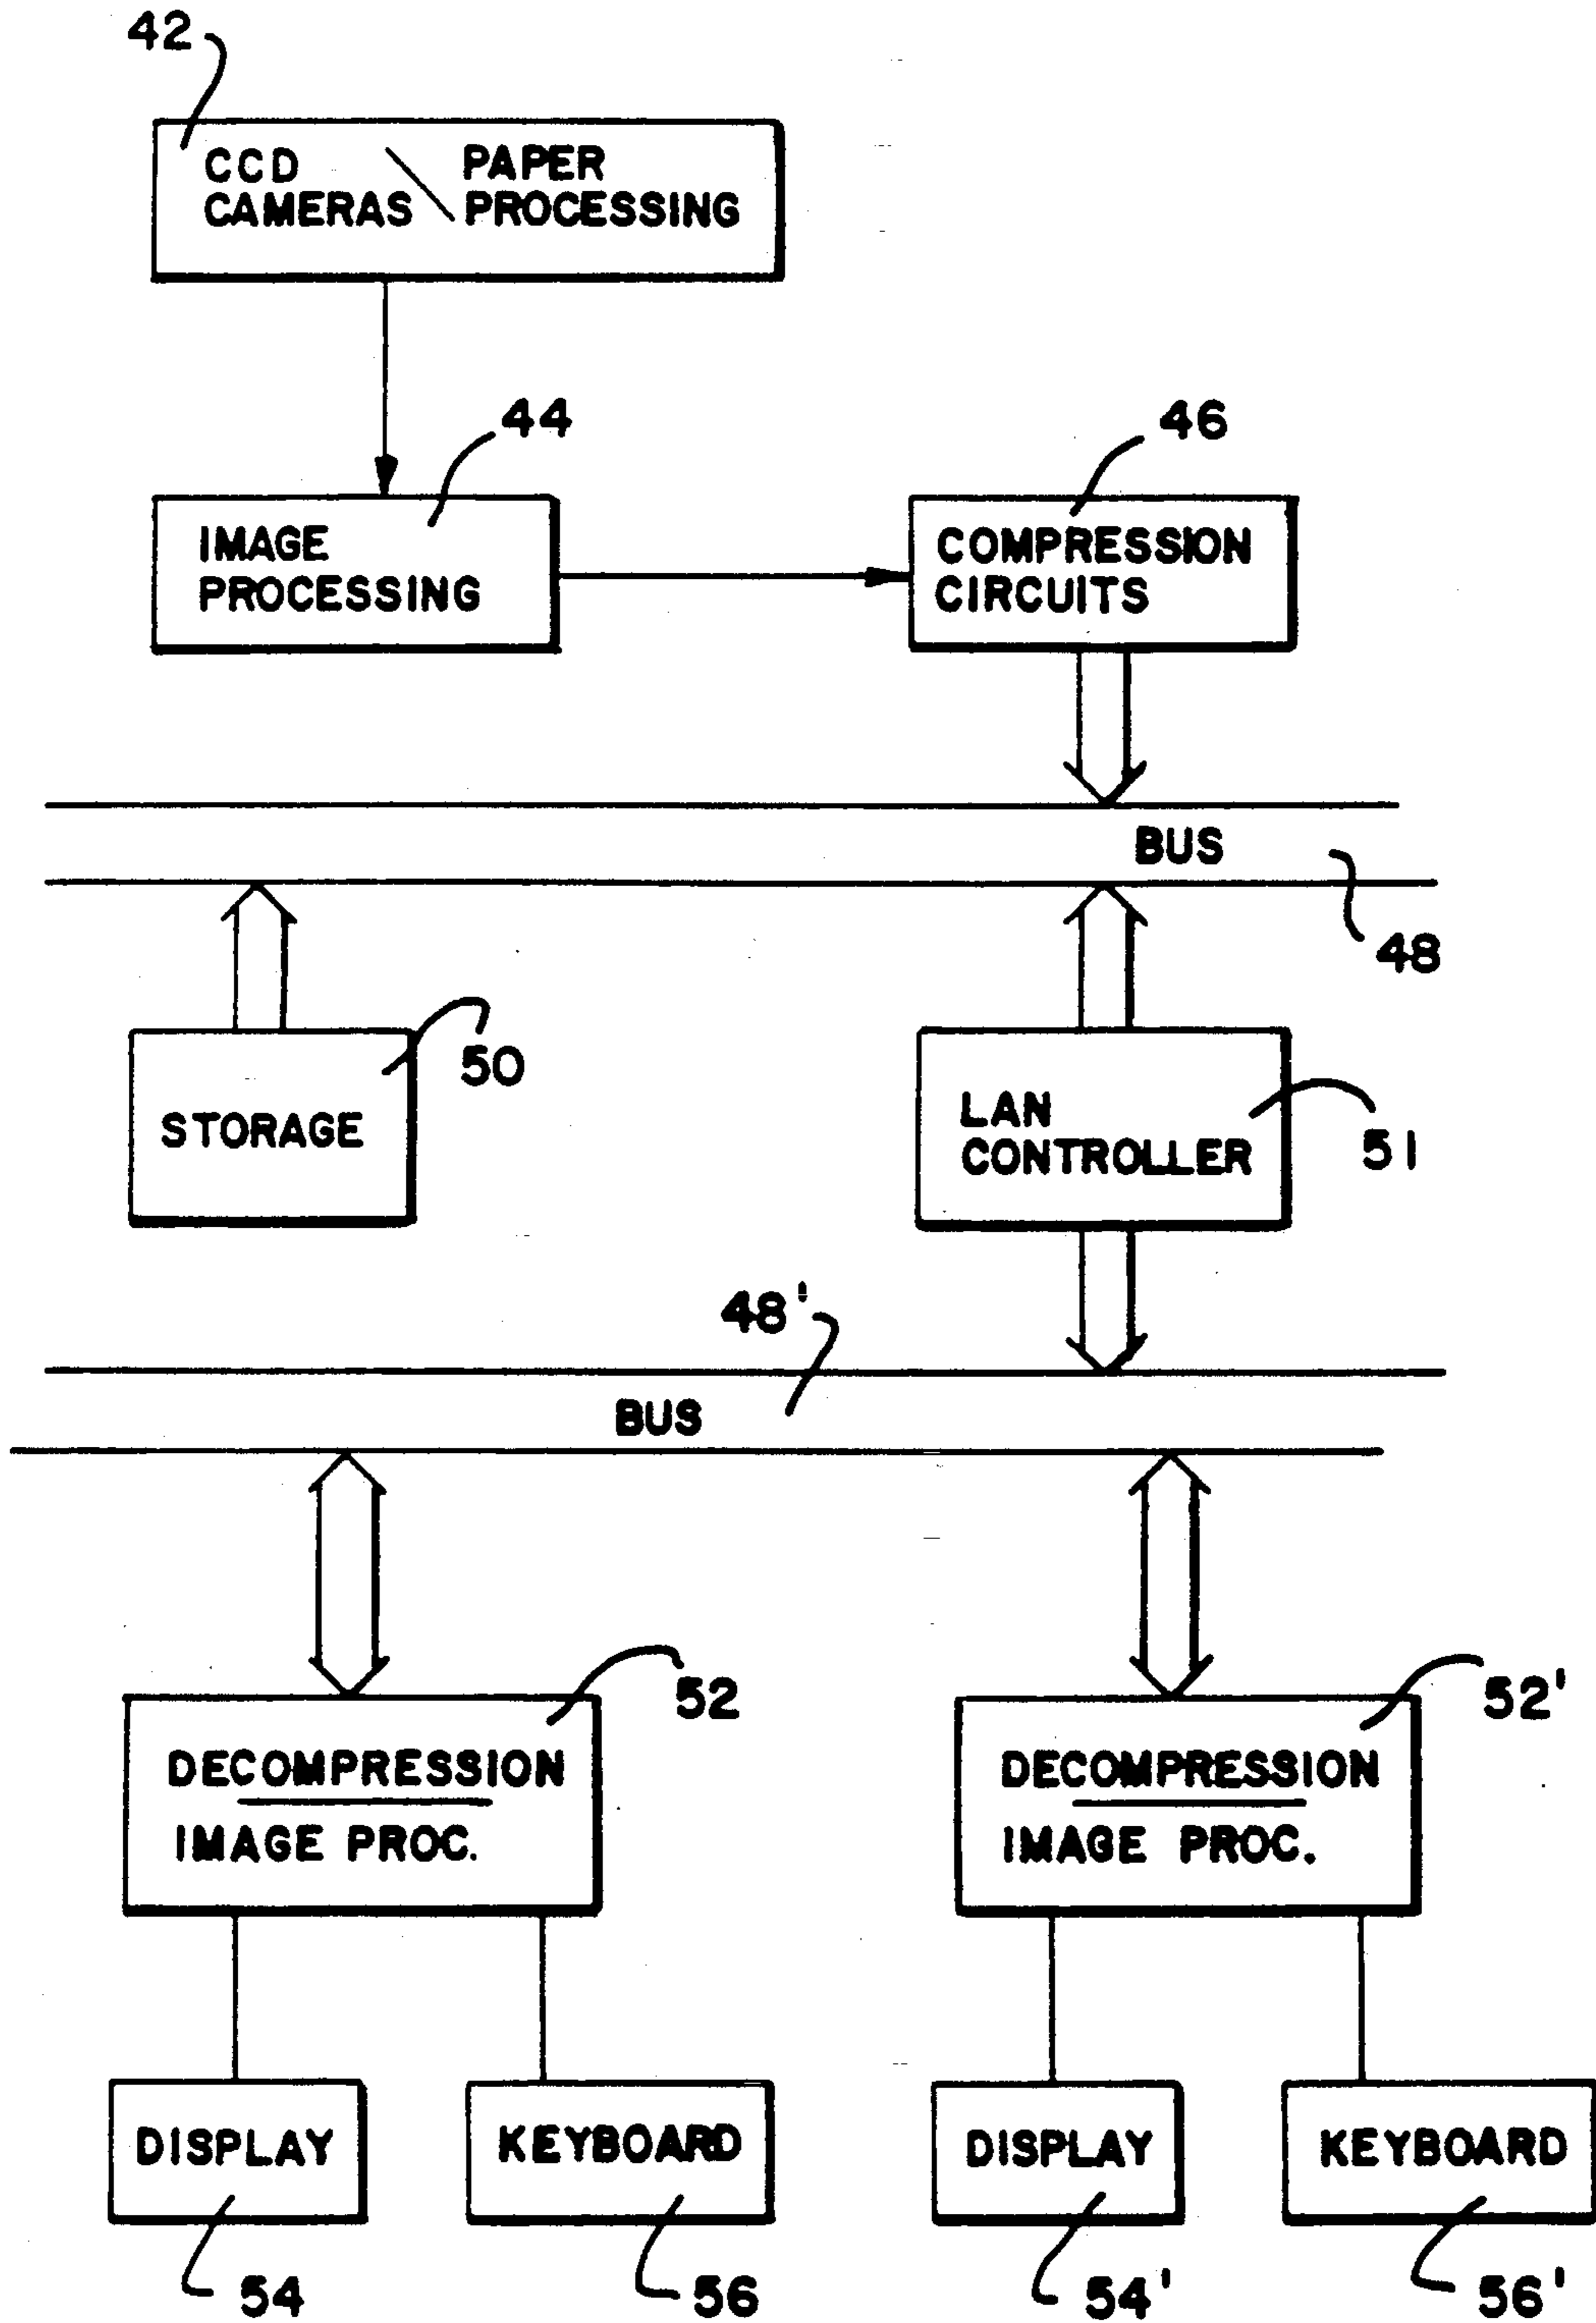 42
CCD PAPER
CAMERAS \ PROCESSING
44
46
IMAGE
PROCESSING
COMPRESSION
CIRCUITS
BUS
48
50
STORAGE
LAN
CONTROLLER
51
48'
BUS
52
52'
DECOMPRESSION
IMAGE PROC.
DECOMPRESSION
IMAGE PROC.
DISPLAY
KEYBOARD
DISPLAY
KEYBOARD
54
56
54'
56'